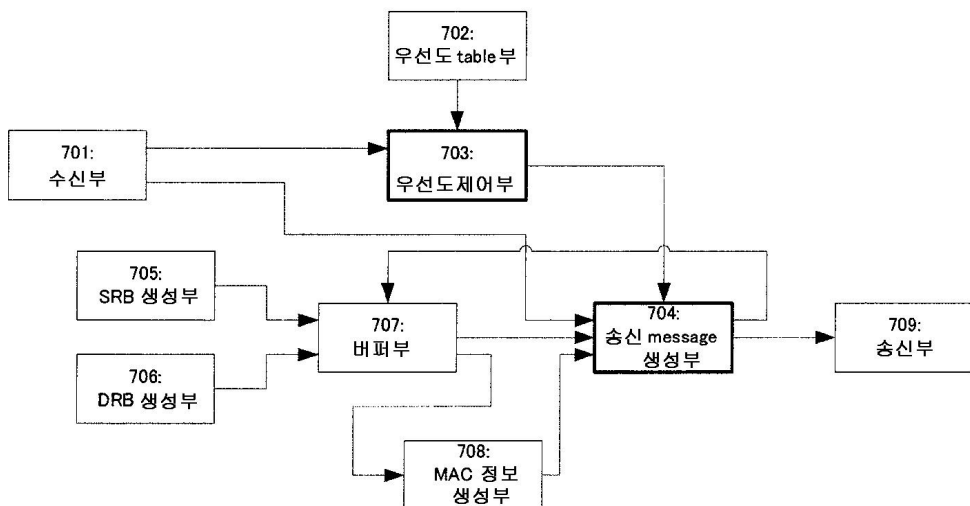 702:
우선도 table부
701:
수신부
703:
우선도제어부
705:
SRB 생성부
707:
버퍼부
704:
송신 message
생성부
709:
송신부
706:
DRB 생성부
708:
MAC 정보
생성부